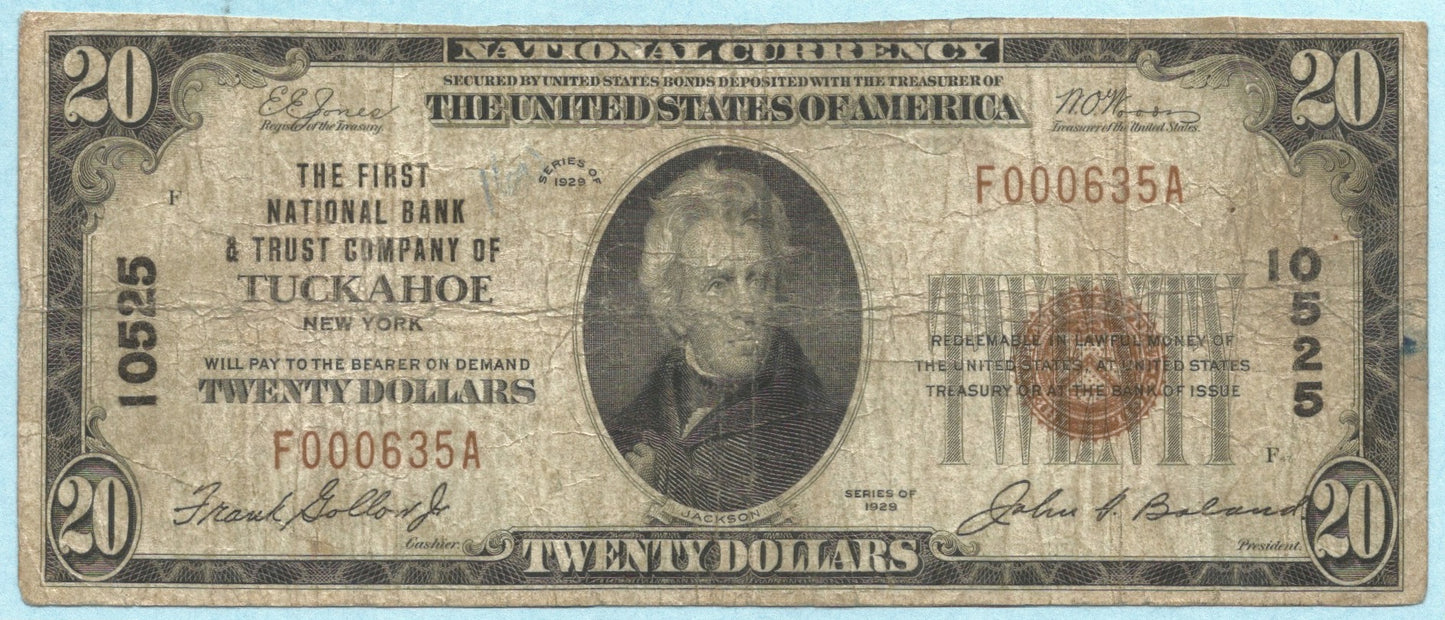 NATIONAL CURRENCY
20
20
SECURED BY UNITED STATES BONDS DEPOSITED WITH THE TREASURER OF
THE UNITED STATES OF AMERICA
E E Jones
Register of the Treasury.
W. O. Woods
Treasurer of the United States.
SERIES OF
1929
F
THE FIRST
NATIONAL BANK
& TRUST COMPANY OF
TUCKAHOE
NEW YORK
F000635A
10525
10525
WILL PAY TO THE BEARER ON DEMAND
TWENTY DOLLARS
TWENTY
REDEEMABLE IN LAWFUL MONEY OF
THE UNITED STATES, AT UNITED STATES
TREASURY OR AT THE BANK OF ISSUE
F000635A
F
JACKSON
SERIES OF
1929
Frank Gollow Jr
Cashier.
John A. Boland
President.
20
TWENTY DOLLARS
20